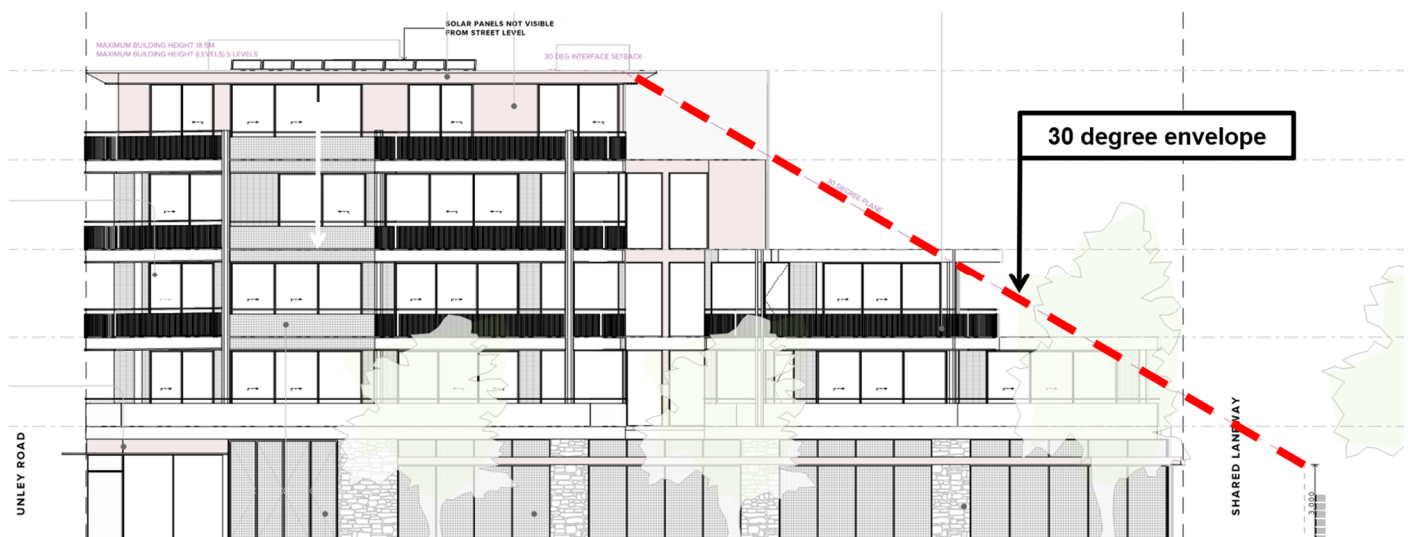 SOLAR PANELS NOT VISIBLE
FROM STREET LEVEL
MAXIMUM BUILDING HEIGHT 18.5M
MAXIMUM BUILDING HEIGHT (LEVELS) 5 LEVELS
30 DEG INTERFACE SETBACK
30 degree envelope
30 DEGREE PLANE
UNLEY ROAD
SHARED LANEWAY
3,000